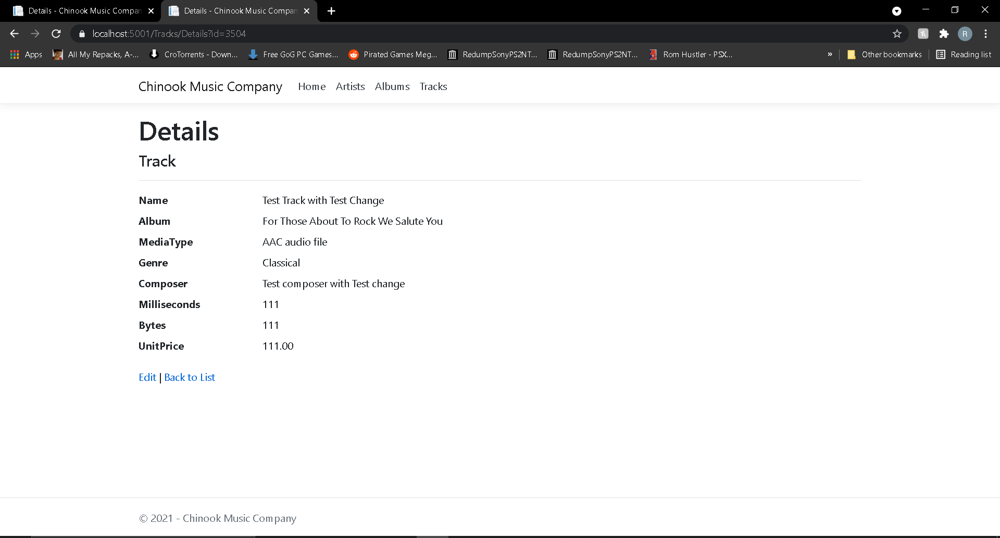 Details - Chinook Music Compan
Details - Chinook Music Compan
localhost:5001/Tracks/Details?id=3504
R
Apps
All My Repacks, A-...
CroTorrents - Down...
Free GoG PC Games...
Pirated Games Meg...
RedumpSonyPS2NT...
RedumpSonyPS2NT...
Rom Hustler - PSX...
»
Other bookmarks
Reading list
Chinook Music Company Home Artists Albums Tracks
Details
Track
Name Test Track with Test Change
Album For Those About To Rock We Salute You
MediaType AAC audio file
Genre Classical
Composer Test composer with Test change
Milliseconds 111
Bytes 111
UnitPrice 111.00
Edit | Back to List
© 2021 - Chinook Music Company